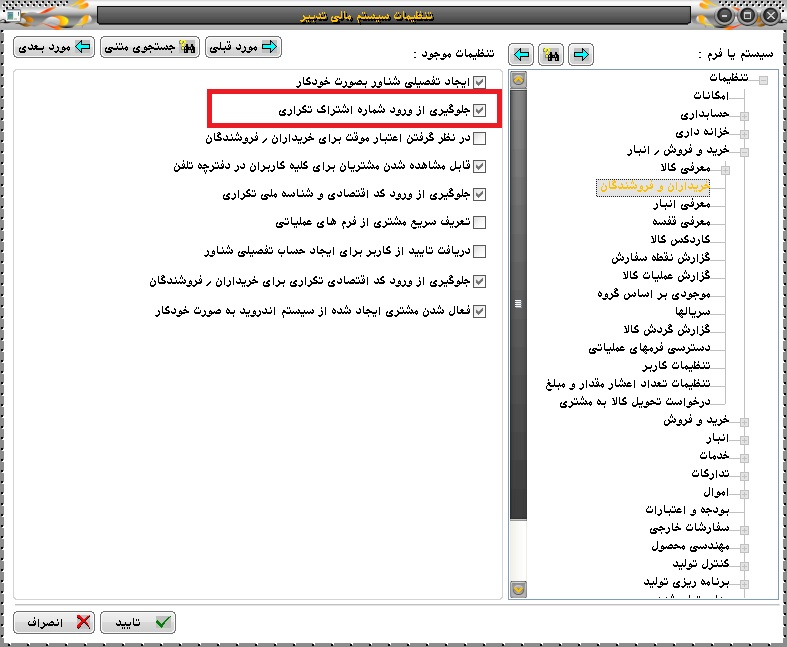 تنظیمات سیستم مالی تدبیر
سیستم یا فرم :
تنظیمات موجود :
مورد قبلی
جستجوی متنی
مورد بعدی
تنظیمات
امکانات
حسابداری
خزانه داری
خرید و فروش / انبار
معرفی کالا
خریداران و فروشندگان
معرفی انبار
معرفی قفسه
کاردکس کالا
گزارش نقطه سفارش
گزارش عملیات کالا
موجودی بر اساس گروه
سریالها
گزارش گردش کالا
دسترسی فرمهای عملیاتی
تنظیمات کاربر
تنظیمات تعداد اعشار مقدار و مبلغ
درخواست تحویل کالا به مشتری
خرید و فروش
انبار
خدمات
تدارکات
اموال
بودجه و اعتبارات
سفارشات خارجی
مهندسی محصول
کنترل تولید
برنامه ریزی تولید
ایجاد تفصیلی شناور بصورت خودکار
جلوگیری از ورود شماره اشتراک تکراری
در نظر گرفتن اعتبار موقت برای خریداران / فروشندگان
قابل مشاهده شدن مشتریان برای کلیه کاربران در دفترچه تلفن
جلوگیری از ورود کد اقتصادی و شناسه ملی تکراری
تعریف سریع مشتری از فرم های عملیاتی
دریافت تایید از کاربر برای ایجاد حساب تفصیلی شناور
جلوگیری از ورود کد اقتصادی تکراری برای خریداران / فروشندگان
فعال شدن مشتری ایجاد شده از سیستم اندروید به صورت خودکار
تایید
انصراف